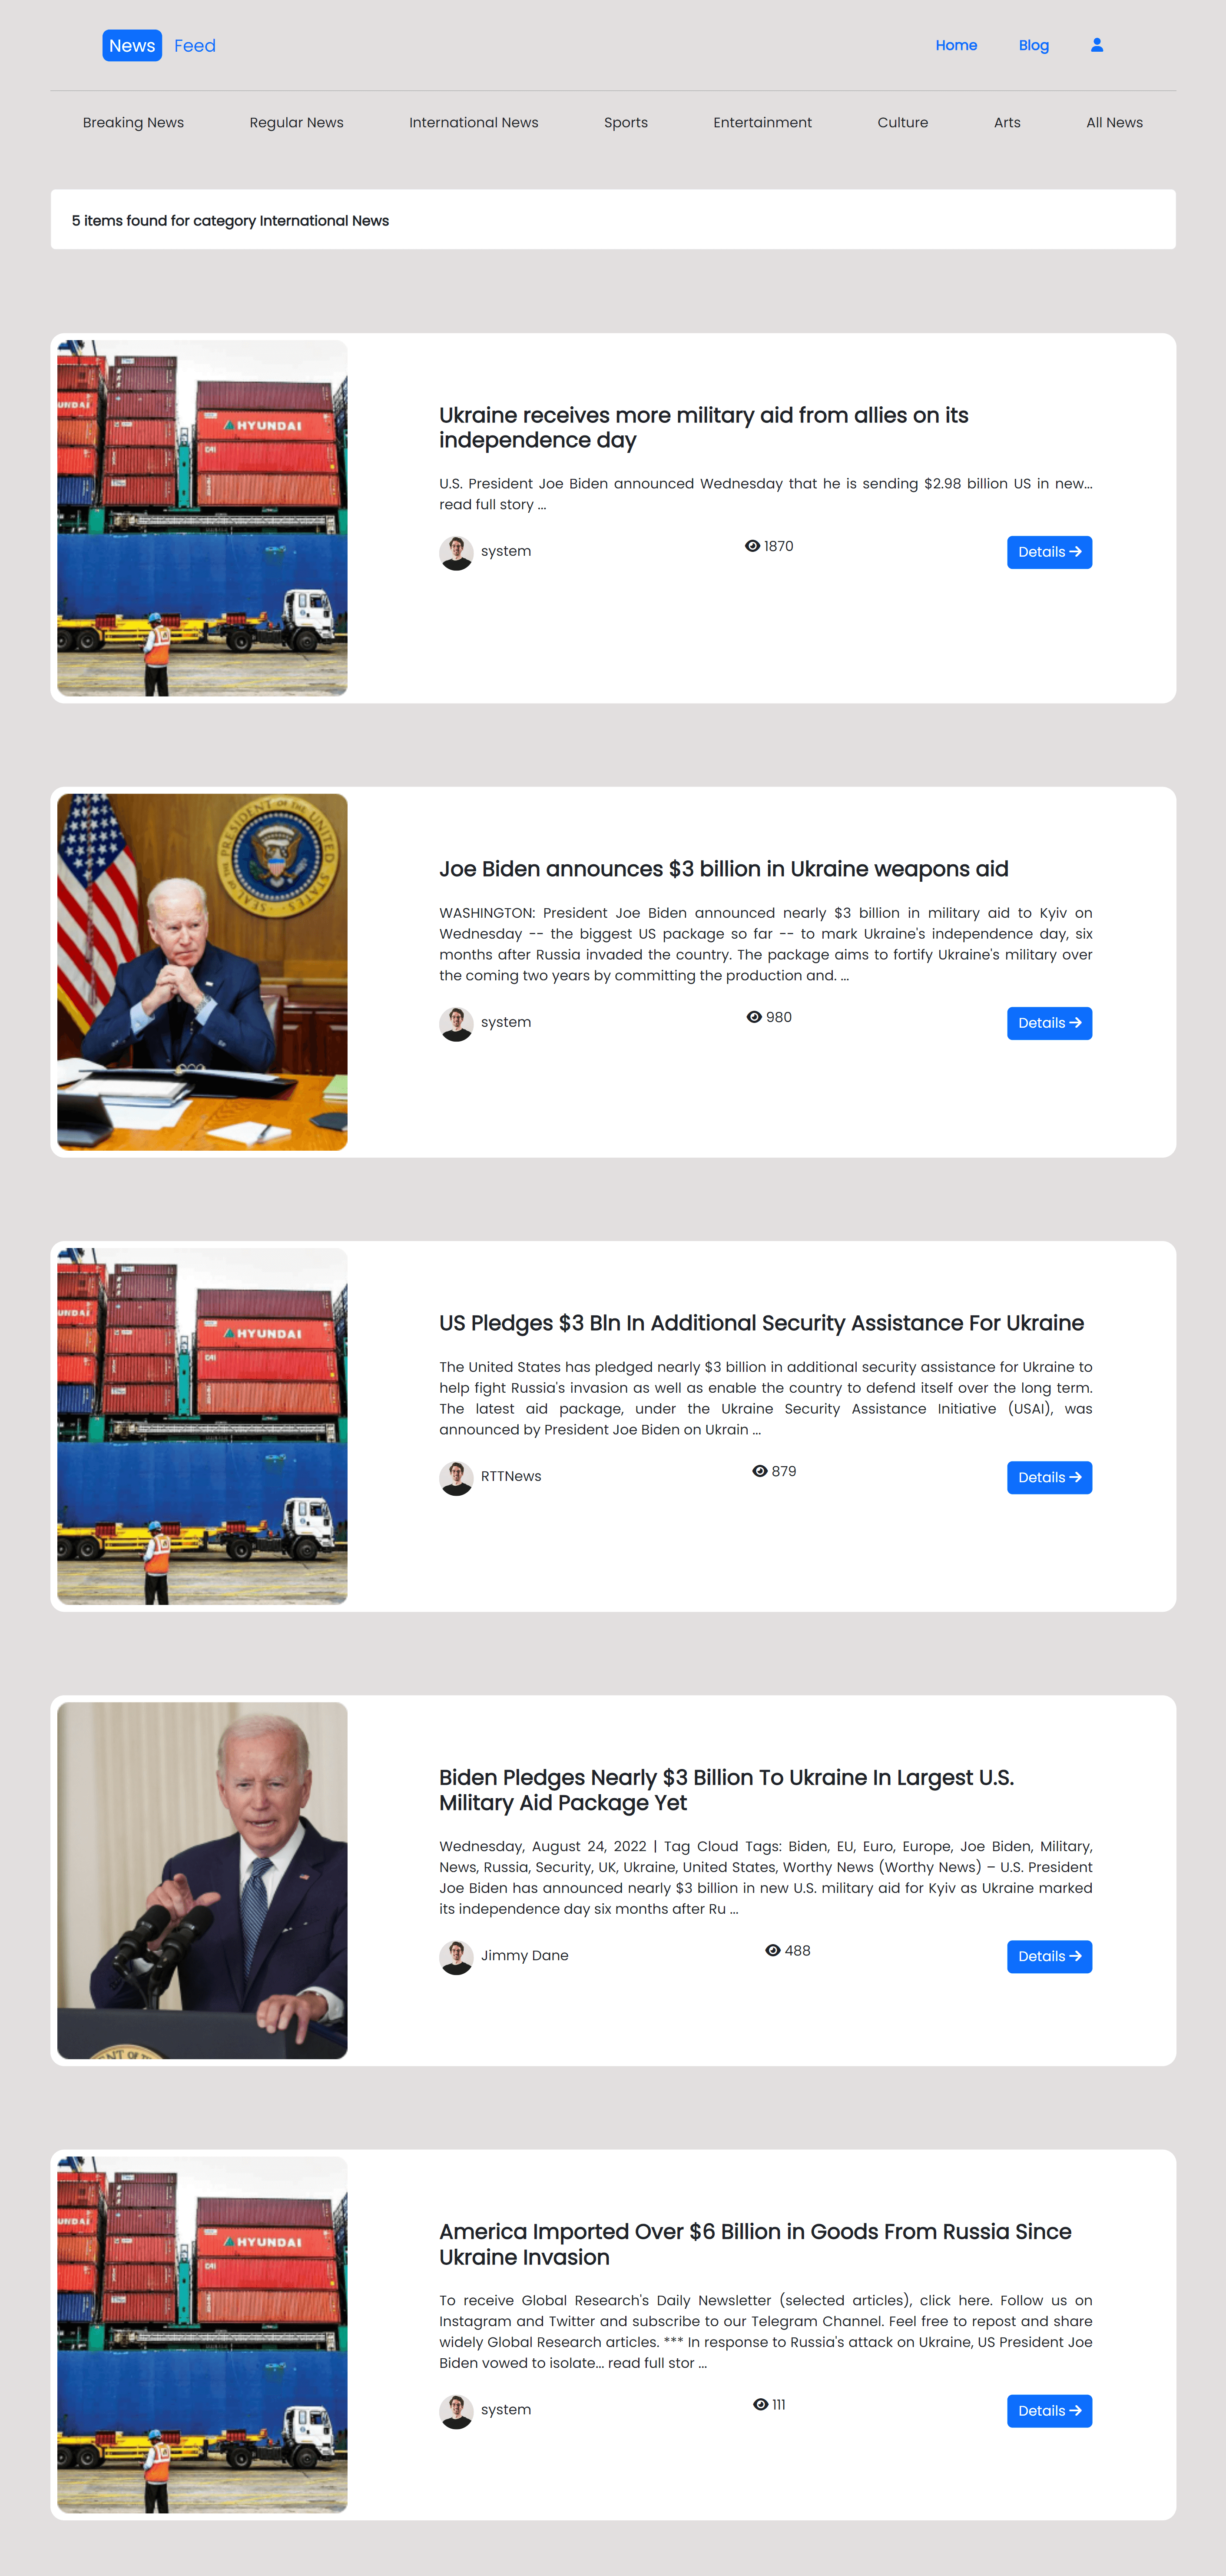 News Feed
Home Blog
Breaking News Regular News International News Sports Entertainment Culture Arts All News
5 items found for category International News
UNDAI
HYUNDAI
Ukraine receives more military aid from allies on its
independence day
U.S. President Joe Biden announced Wednesday that he is sending $2.98 billion US in new...
read full story ...
system 1870 Details
Joe Biden announces $3 billion in Ukraine weapons aid
WASHINGTON: President Joe Biden announced nearly $3 billion in military aid to Kyiv on
Wednesday -- the biggest US package so far -- to mark Ukraine's independence day, six
months after Russia invaded the country. The package aims to fortify Ukraine's military over
the coming two years by committing the production and. ...
system 980 Details
UNDAI
HYUNDAI
US Pledges $3 Bln In Additional Security Assistance For Ukraine
The United States has pledged nearly $3 billion in additional security assistance for Ukraine to
help fight Russia's invasion as well as enable the country to defend itself over the long term.
The latest aid package, under the Ukraine Security Assistance Initiative (USAI), was
announced by President Joe Biden on Ukrain ...
RTTNews 879 Details
Biden Pledges Nearly $3 Billion To Ukraine In Largest U.S.
Military Aid Package Yet
Wednesday, August 24, 2022 | Tag Cloud Tags: Biden, EU, Euro, Europe, Joe Biden, Military,
News, Russia, Security, UK, Ukraine, United States, Worthy News (Worthy News) – U.S. President
Joe Biden has announced nearly $3 billion in new U.S. military aid for Kyiv as Ukraine marked
its independence day six months after Ru ...
Jimmy Dane 488 Details
UNDAI
HYUNDAI
America Imported Over $6 Billion in Goods From Russia Since
Ukraine Invasion
To receive Global Research's Daily Newsletter (selected articles), click here. Follow us on
Instagram and Twitter and subscribe to our Telegram Channel. Feel free to repost and share
widely Global Research articles. *** In response to Russia's attack on Ukraine, US President Joe
Biden vowed to isolate... read full stor ...
system 111 Details